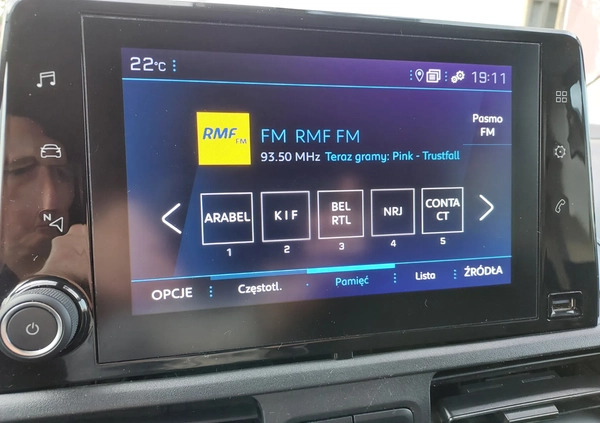 22°C
19:11
Pasmo
FM
RMF FM
FM RMF FM
93.50 MHz Teraz gramy: Pink - Trustfall
ARABEL
KIF
BEL
RTL
NRJ
CONTA
CT
1
2
3
4
5
N
OPCJE
Częstotl.
Pamięć
Lista
ŹRÓDŁA